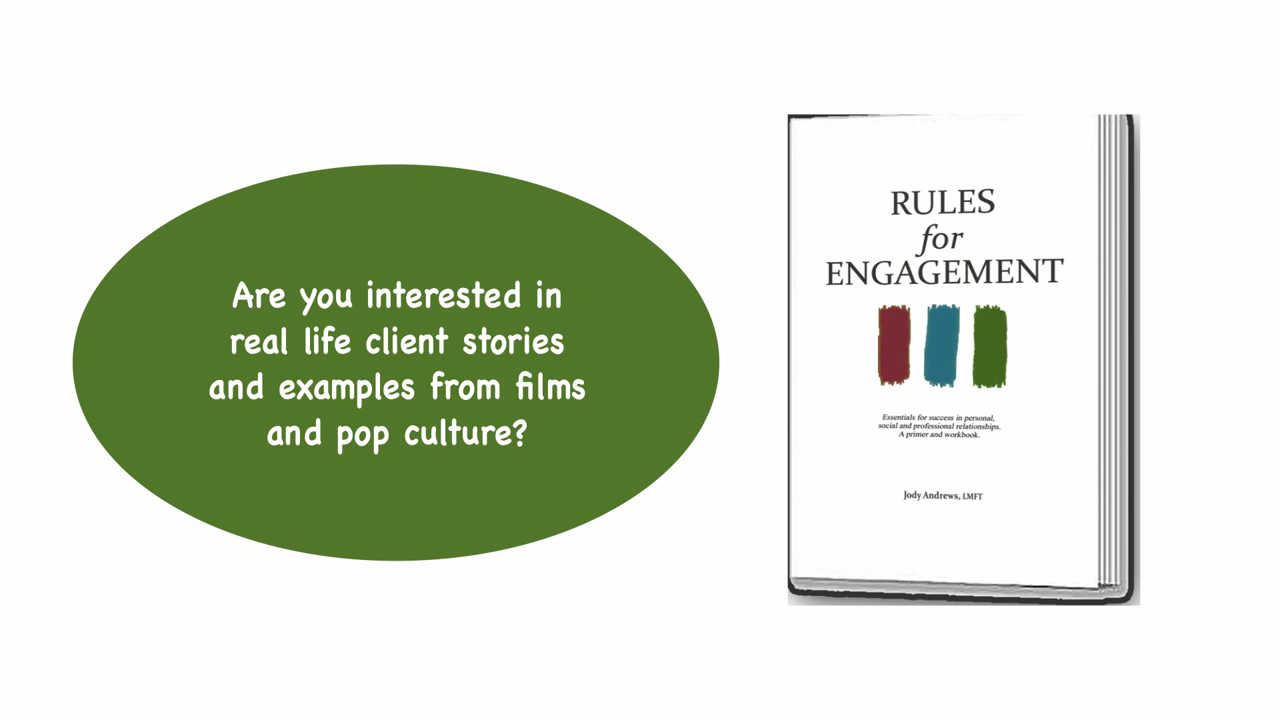 Are you interested in
real life client stories
and examples from films
and pop culture?
RULES
for
ENGAGEMENT
Essentials for success in personal,
social and professional relationships.
A primer and workbook.
Jody Andrews, LMFT